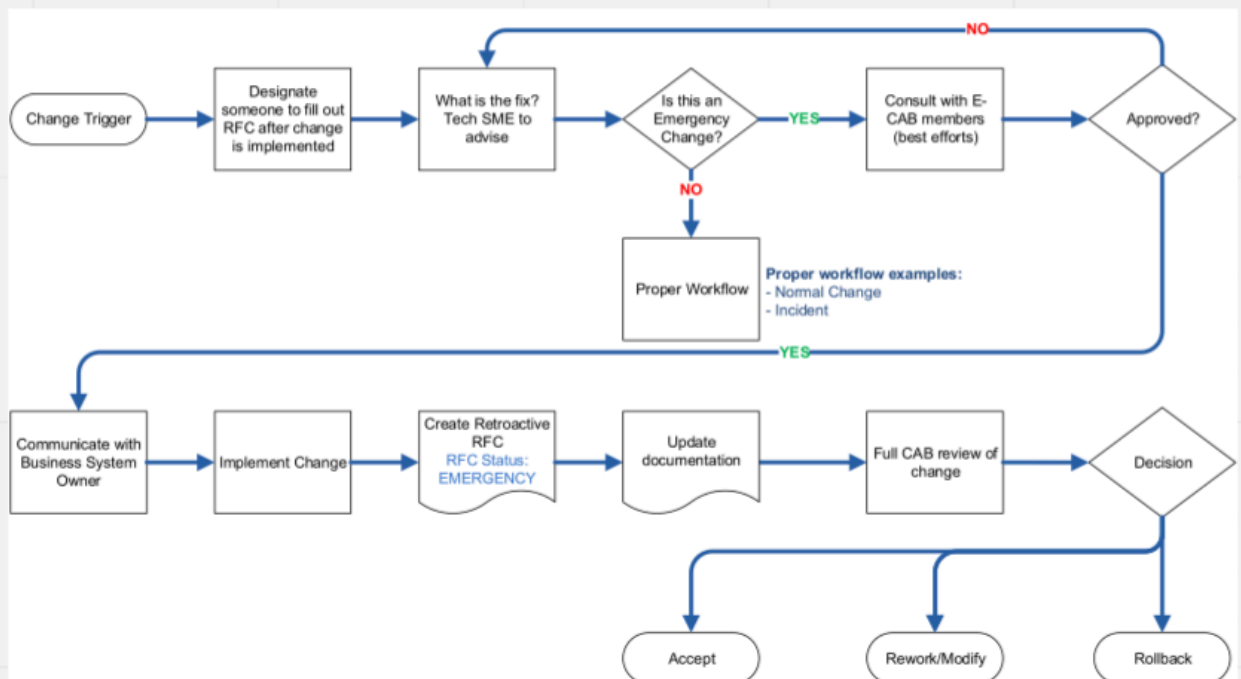 NO
Change Trigger
Designate
someone to fill out
RFC after change
is implemented
What is the fix?
Tech SME to
advise
Is this an
Emergency
Change?
YES
Consult with E-
CAB members
(best efforts)
Approved?
NO
Proper Workflow
Proper workflow examples:
- Normal Change
- Incident
YES
Communicate with
Business System
Owner
Implement Change
Create Retroactive
RFC
RFC Status:
EMERGENCY
Update
documentation
Full CAB review of
change
Decision
Accept
Rework/Modify
Rollback